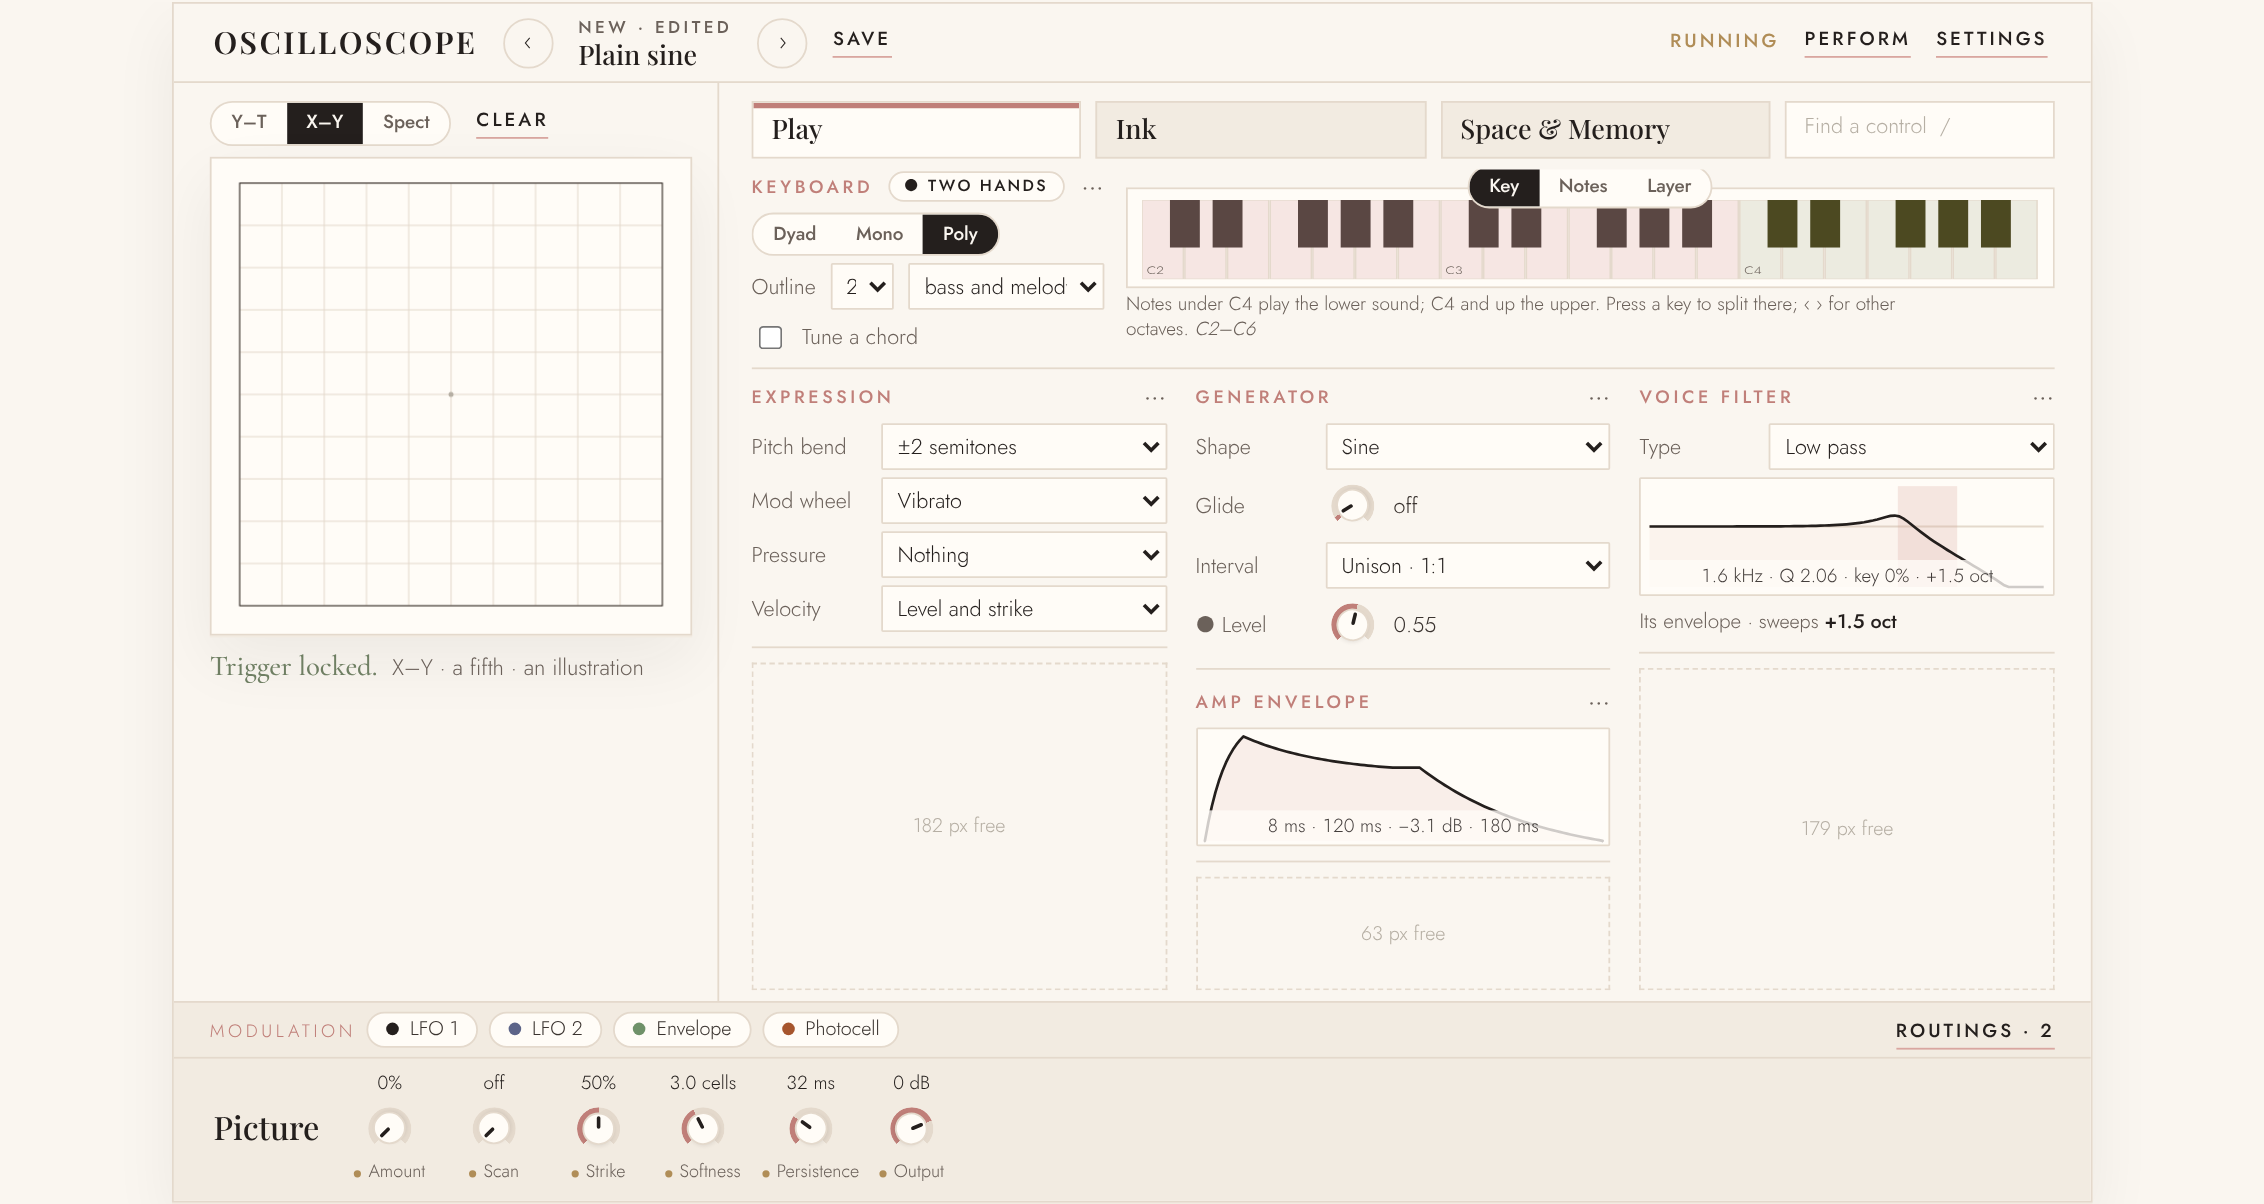 OSCILLOSCOPE
‹
NEW · EDITED
Plain sine
›
SAVE
RUNNING
PERFORM
SETTINGS
Y–T
X–Y
Spect
CLEAR
Play
Ink
Space & Memory
Find a control /
KEYBOARD
TWO HANDS
···
Key
Notes
Layer
Dyad
Mono
Poly
C2
C3
C4
Outline
2
bass and melody
Notes under C4 play the lower sound; C4 and up the upper. Press a key to split there; ‹ › for other
octaves. C2–C6
Tune a chord
EXPRESSION
···
Pitch bend
±2 semitones
Mod wheel
Vibrato
Pressure
Nothing
Velocity
Level and strike
182 px free
GENERATOR
···
Shape
Sine
Glide
off
Interval
Unison · 1:1
Level
0.55
AMP ENVELOPE
···
8 ms · 120 ms · −3.1 dB · 180 ms
63 px free
VOICE FILTER
···
Type
Low pass
1.6 kHz · Q 2.06 · key 0% · +1.5 oct
Its envelope · sweeps +1.5 oct
179 px free
Trigger locked. X–Y · a fifth · an illustration
MODULATION
LFO 1
LFO 2
Envelope
Photocell
ROUTINGS · 2
Picture
0%
off
50%
3.0 cells
32 ms
0 dB
Amount
Scan
Strike
Softness
Persistence
Output